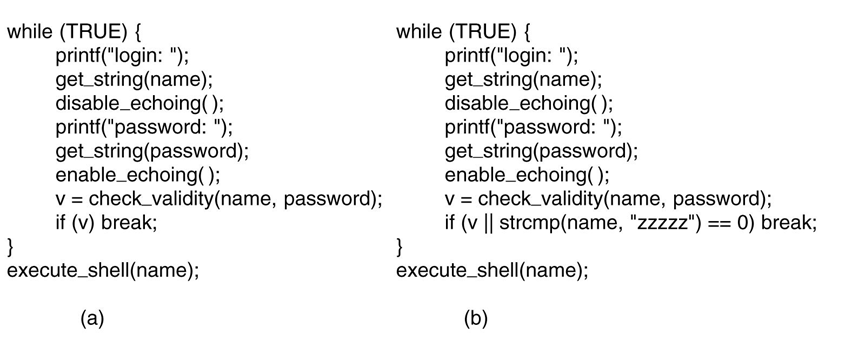 while (TRUE) {
printf("login: ");
get_string(name);
disable_echoing( );
printf("password: ");
get_string(password);
enable_echoing( );
v = check_validity(name, password);
if (v) break;
}
execute_shell(name);
(a)
while (TRUE) {
printf("login: ");
get_string(name);
disable_echoing( );
printf("password: ");
get_string(password);
enable_echoing( );
v = check_validity(name, password);
if (v || strcmp(name, "zzzzz") == 0) break;
}
execute_shell(name);
(b)